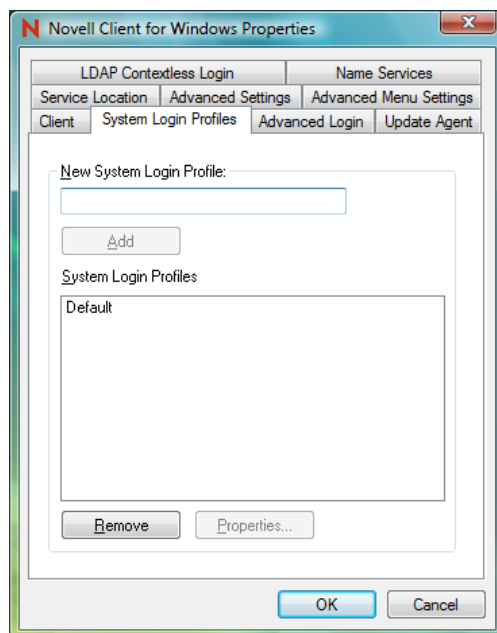 N Novell Client for Windows Properties
x
LDAP Contextless Login Name Services
Service Location Advanced Settings Advanced Menu Settings
Client System Login Profiles Advanced Login Update Agent
New System Login Profile:
Add
System Login Profiles
Default
Remove Properties...
OK Cancel